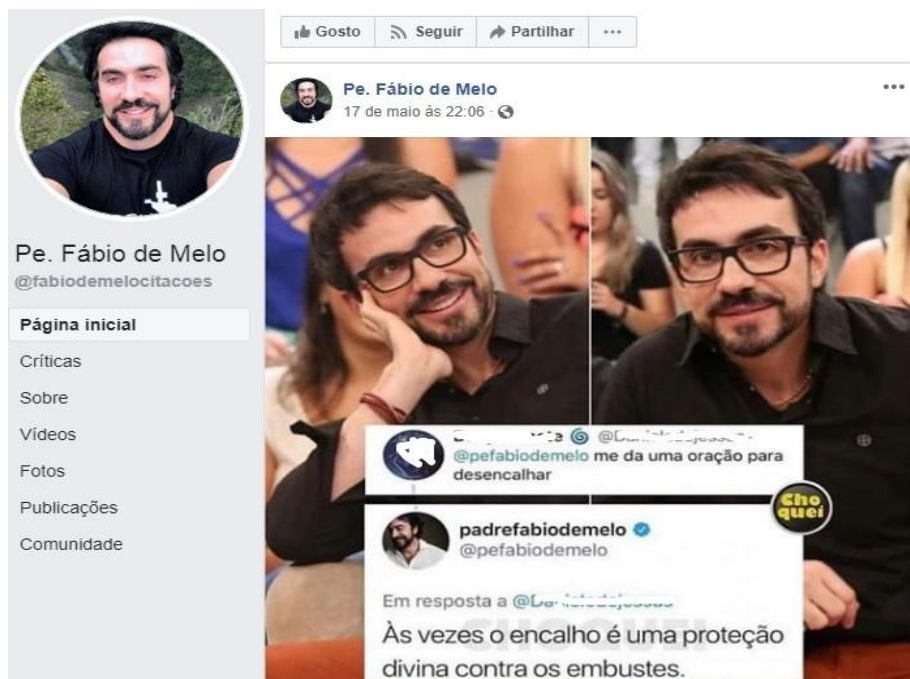 Gosto
Seguir
Partilhar
Pe. Fábio de Melo
17 de maio às 22:06
Pe. Fábio de Melo
@fabiodemelocitacoes
Página inicial
Críticas
Sobre
Vídeos
Fotos
Publicações
Comunidade
@pefabiodemelo me da uma oração para
desencalhar
Cho
quei
padrefabiodemelo
@pefabiodemelo
Em resposta a
Às vezes o encalho é uma proteção
divina contra os embustes.
CHOQUEI